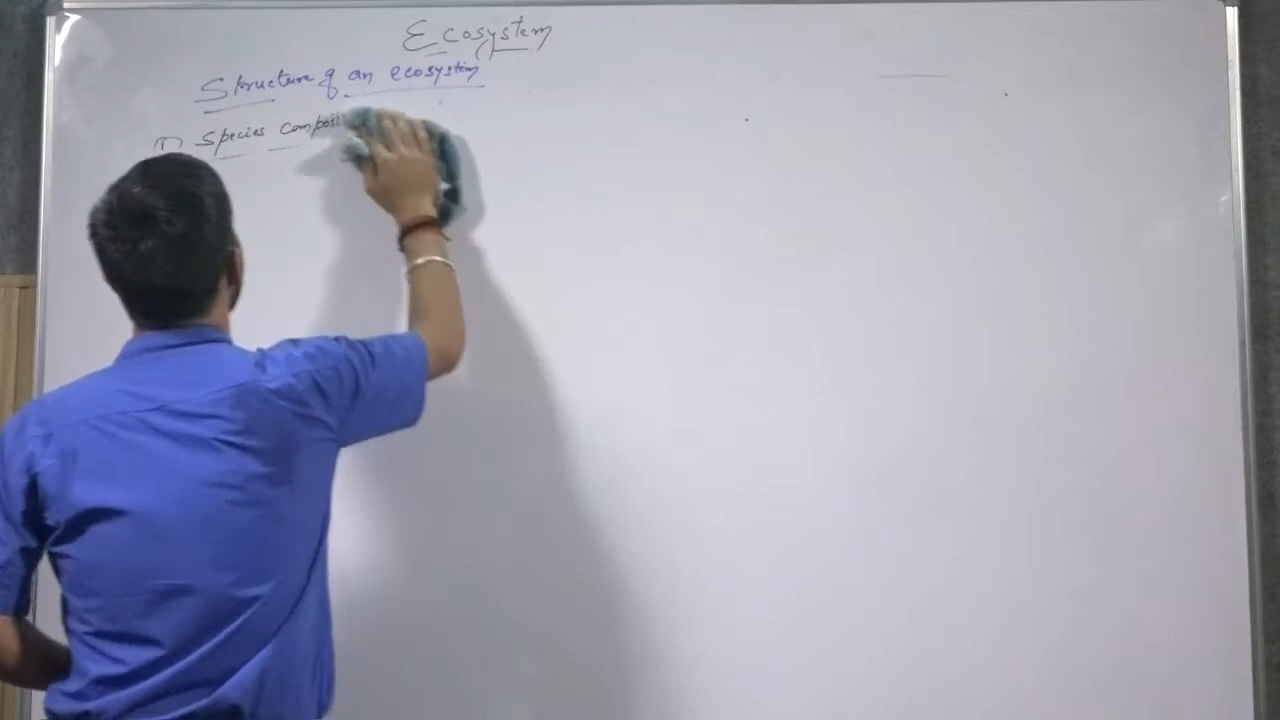 Ecosystem
Structure of an ecosystem
(1) Species composi